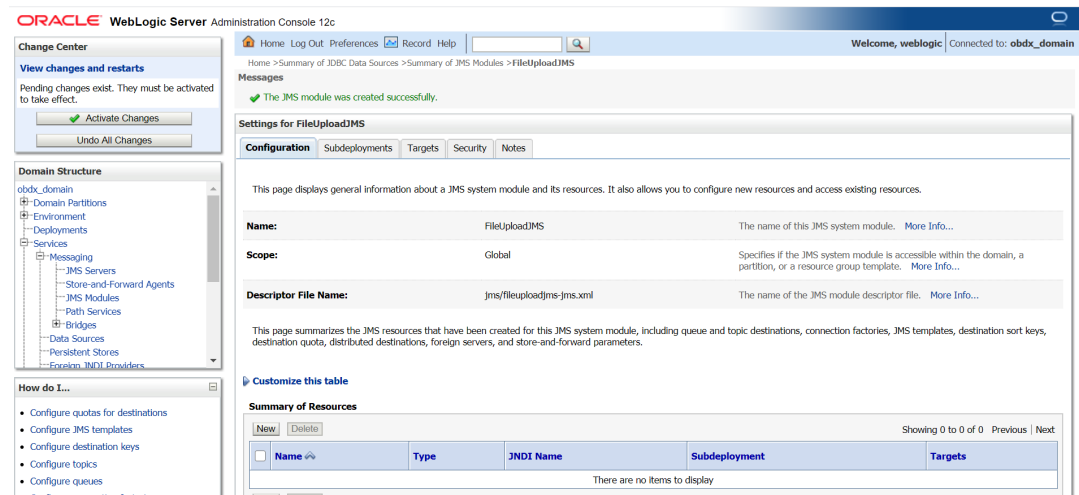 ORACLE WebLogic Server Administration Console 12c
Change Center
View changes and restarts
Pending changes exist. They must be activated
to take effect.
Activate Changes
Undo All Changes
Domain Structure
obdx_domain
Domain Partitions
Environment
Deployments
Services
Messaging
JMS Servers
Store-and-Forward Agents
JMS Modules
Path Services
Bridges
Data Sources
Persistent Stores
Foreign JNDI Providers
How do I...
Configure quotas for destinations
Configure JMS templates
Configure destination keys
Configure topics
Configure queues
Home Log Out Preferences Record Help
Welcome, weblogic Connected to: obdx_domain
Home >Summary of JDBC Data Sources >Summary of JMS Modules >FileUploadJMS
Messages
The JMS module was created successfully.
Settings for FileUploadJMS
Configuration Subdeployments Targets Security Notes
This page displays general information about a JMS system module and its resources. It also allows you to configure new resources and access existing resources.
Name: FileUploadJMS The name of this JMS system module. More Info...
Scope: Global Specifies if the JMS system module is accessible within the domain, a
partition, or a resource group template. More Info...
Descriptor File Name: jms/fileuploadjms-jms.xml The name of the JMS module descriptor file. More Info...
This page summarizes the JMS resources that have been created for this JMS system module, including queue and topic destinations, connection factories, JMS templates, destination sort keys,
destination quota, distributed destinations, foreign servers, and store-and-forward parameters.
Customize this table
Summary of Resources
New Delete Showing 0 to 0 of 0 Previous | Next
Name Type JNDI Name Subdeployment Targets
There are no items to display